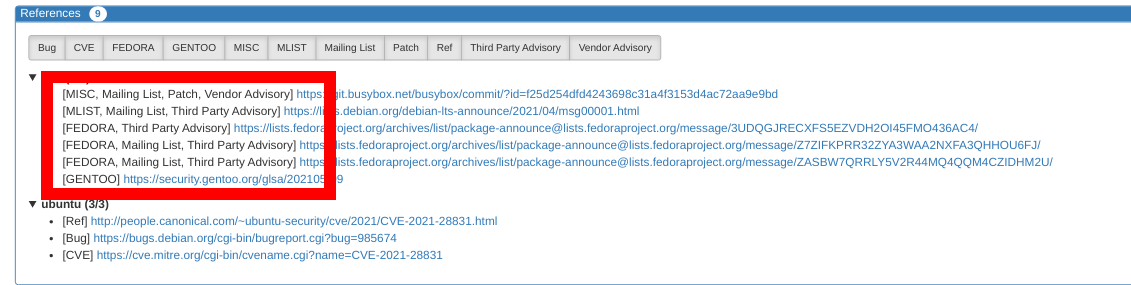 References 9
Bug CVE FEDORA GENTOO MISC MLIST Mailing List Patch Ref Third Party Advisory Vendor Advisory
[MISC, Mailing List, Patch, Vendor Advisory] https: git.busybox.net/busybox/commit/?id=f25d254dfd4243698c31a4f3153d4ac72aa9e9bd
[MLIST, Mailing List, Third Party Advisory] https://lis s.debian.org/debian-lts-announce/2021/04/msg00001.html
[FEDORA, Third Party Advisory] https://lists.fedora roject.org/archives/list/package-announce@lists.fedoraproject.org/message/3UDQGJRECXFS5EZVDH2OI45FMO436AC4/
[FEDORA, Mailing List, Third Party Advisory] https: lists.fedoraproject.org/archives/list/package-announce@lists.fedoraproject.org/message/Z7ZIFKPRR32ZYA3WAA2NXFA3QHHOU6FJ/
[FEDORA, Mailing List, Third Party Advisory] https: lists.fedoraproject.org/archives/list/package-announce@lists.fedoraproject.org/message/ZASBW7QRRLY5V2R44MQ4QQM4CZIDHM2U/
[GENTOO] https://security.gentoo.org/glsa/202105 9
ubuntu (3/3)
• [Ref] http://people.canonical.com/~ubuntu-security/cve/2021/CVE-2021-28831.html
• [Bug] https://bugs.debian.org/cgi-bin/bugreport.cgi?bug=985674
• [CVE] https://cve.mitre.org/cgi-bin/cvename.cgi?name=CVE-2021-28831